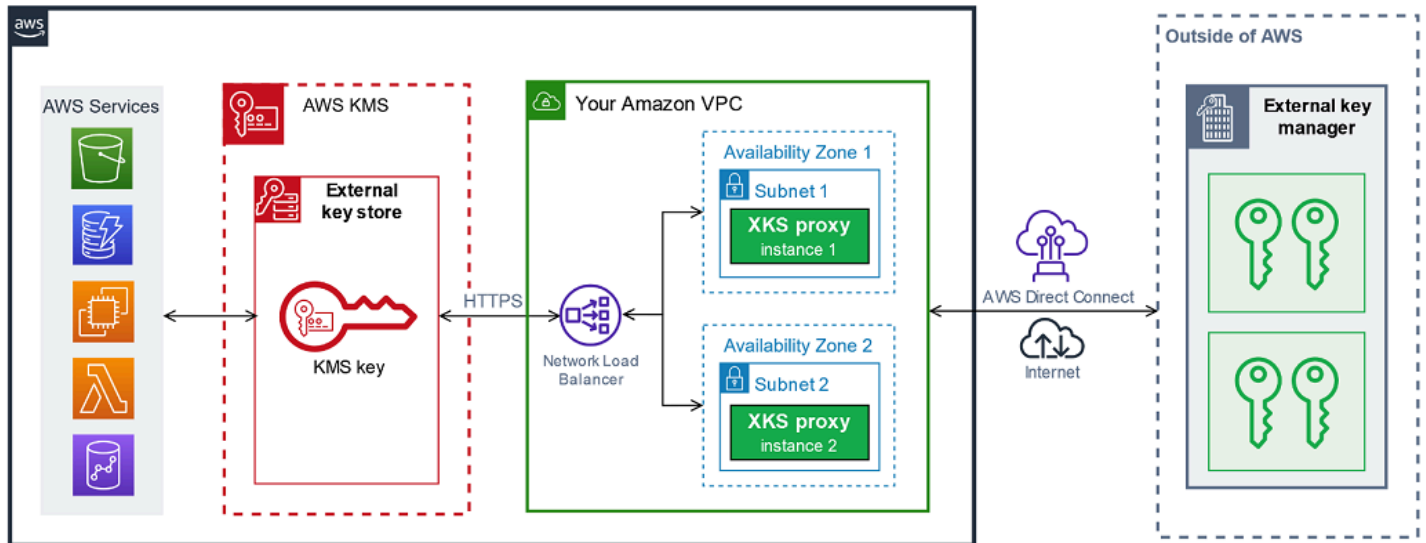 aws
Outside of AWS
AWS Services
AWS KMS
External
key store
KMS key
HTTPS
Your Amazon VPC
Network Load
Balancer
Availability Zone 1
Subnet 1
XKS proxy
instance 1
Availability Zone 2
Subnet 2
XKS proxy
instance 2
AWS Direct Connect
Internet
External key
manager